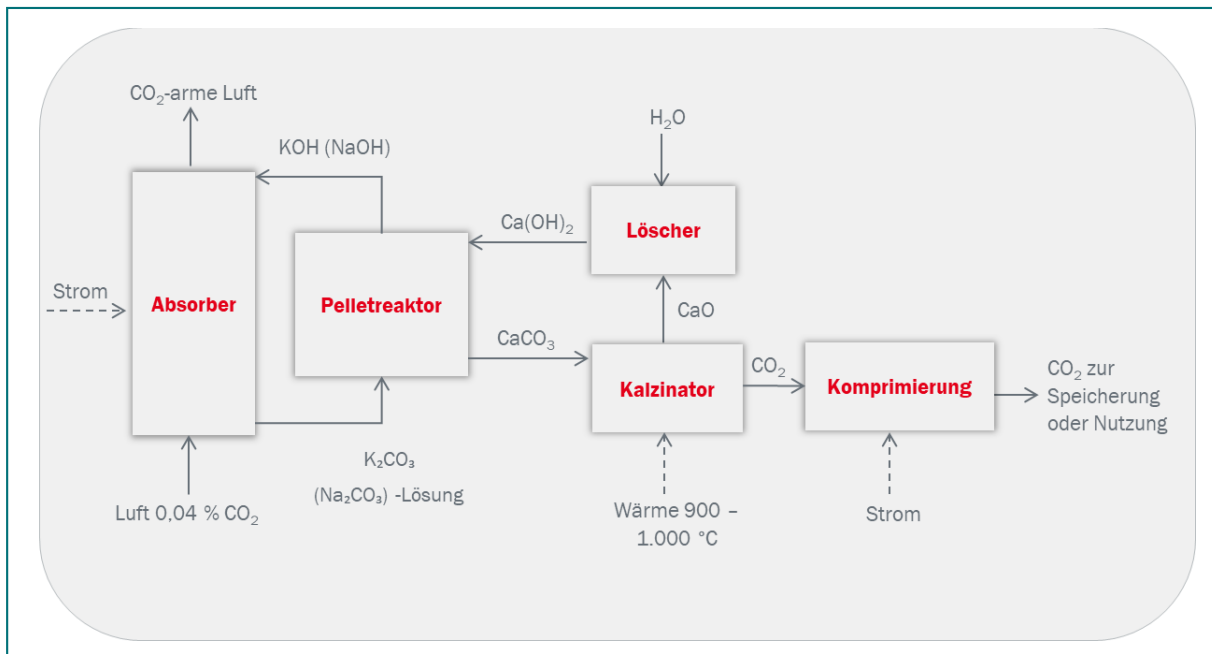 CO₂-arme Luft
KOH (NaOH)
H₂O
Ca(OH)₂
Löscher
Strom
Absorber
Pelletreaktor
CaO
CaCO₃
CO₂
Kalzinator
Komprimierung
CO₂ zur
Speicherung
oder Nutzung
K₂CO₃
(Na₂CO₃) -Lösung
Luft 0,04 % CO₂
Wärme 900 –
1.000 °C
Strom